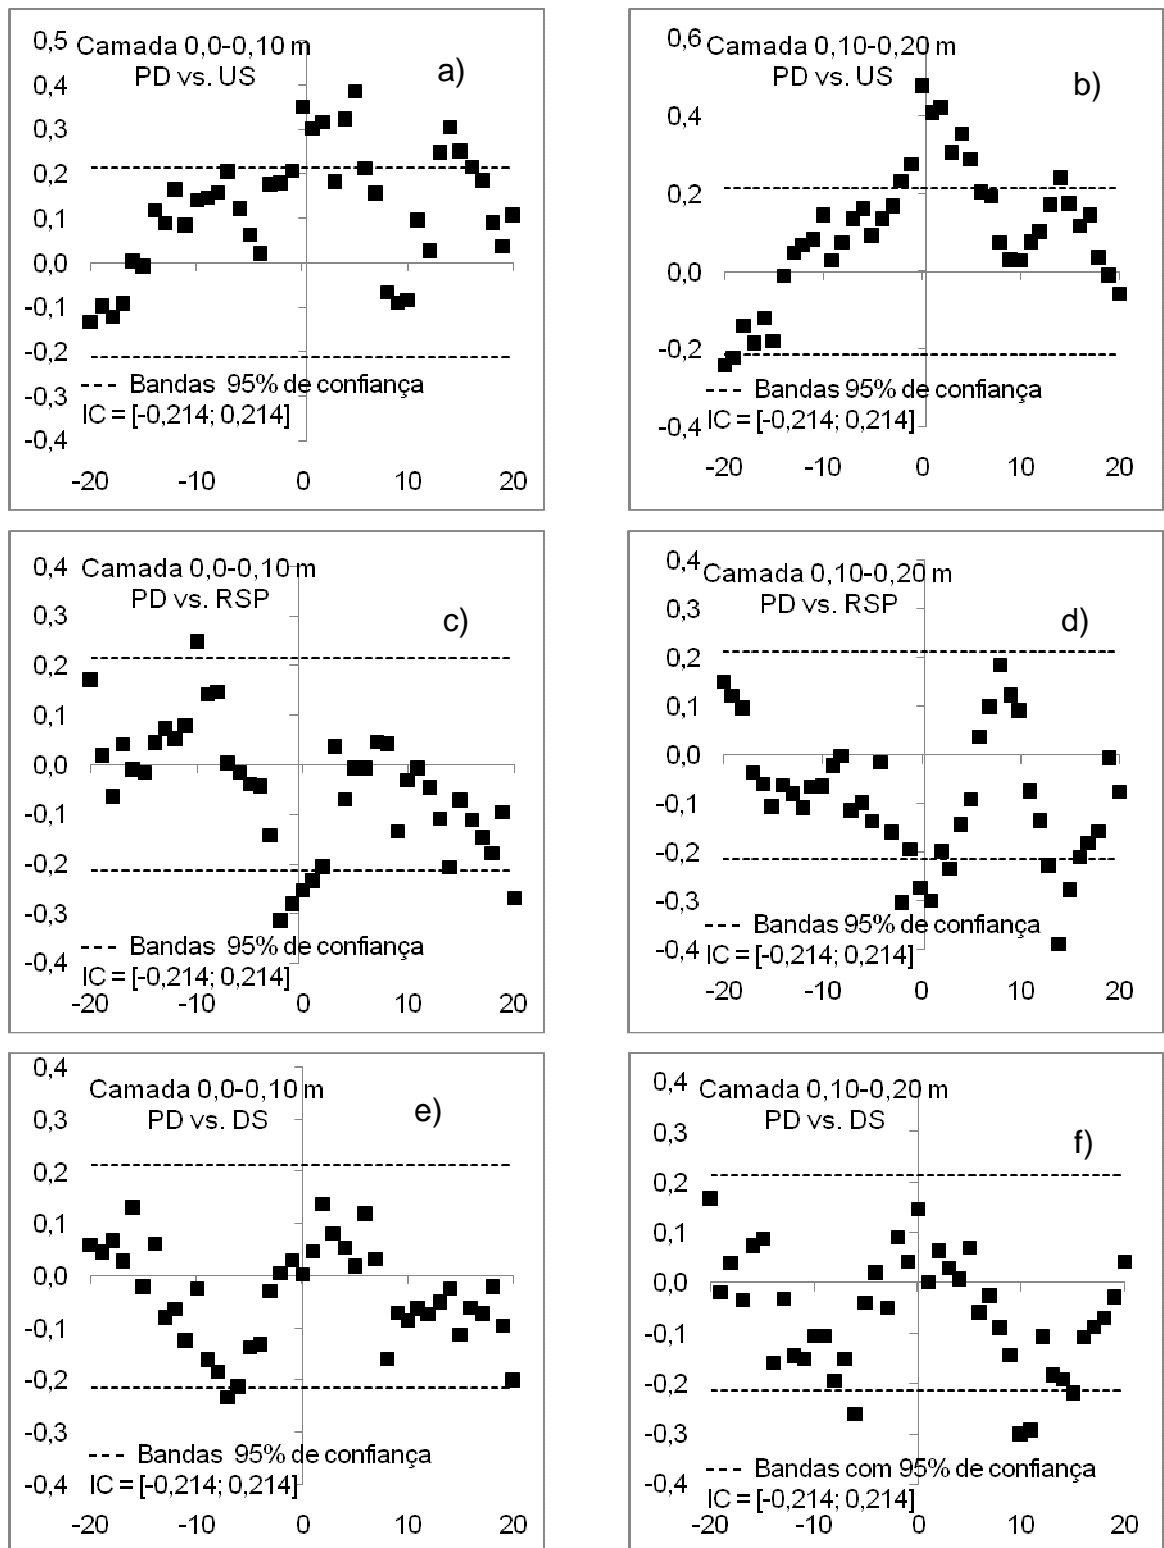 Camada 0,0-0,10 m
PD vs. US
a)
0,5
0,4
0,3
0,2
0,1
0,0
-0,1
-0,2
-0,3
-0,4
Bandas 95% de confiança
IC = [-0,214; 0,214]
-20 -10 0 10 20
Camada 0,10-0,20 m
PD vs. US
b)
0,6
0,4
0,2
0,0
-0,2
-0,4
Bandas 95% de confiança
IC = [-0,214; 0,214]
-20 -10 0 10 20
Camada 0,0-0,10 m
PD vs. RSP
c)
0,4
0,3
0,2
0,1
0,0
-0,1
-0,2
-0,3
-0,4
Bandas 95% de confiança
IC = [-0,214; 0,214]
-20 -10 0 10 20
Camada 0,10-0,20 m
PD vs. RSP
d)
0,4
0,3
0,2
0,1
0,0
-0,1
-0,2
-0,3
-0,4
Bandas 95% de confiança
IC = [-0,214; 0,214]
-20 -10 0 10 20
Camada 0,0-0,10 m
PD vs. DS
e)
0,4
0,3
0,2
0,1
0,0
-0,1
-0,2
-0,3
-0,4
Bandas 95% de confiança
IC = [-0,214; 0,214]
-20 -10 0 10 20
Camada 0,10-0,20 m
PD vs. DS
f)
0,4
0,3
0,2
0,1
0,0
-0,1
-0,2
-0,3
-0,4
Bandas com 95% de confiança
IC = [-0,214; 0,214]
-20 -10 0 10 20